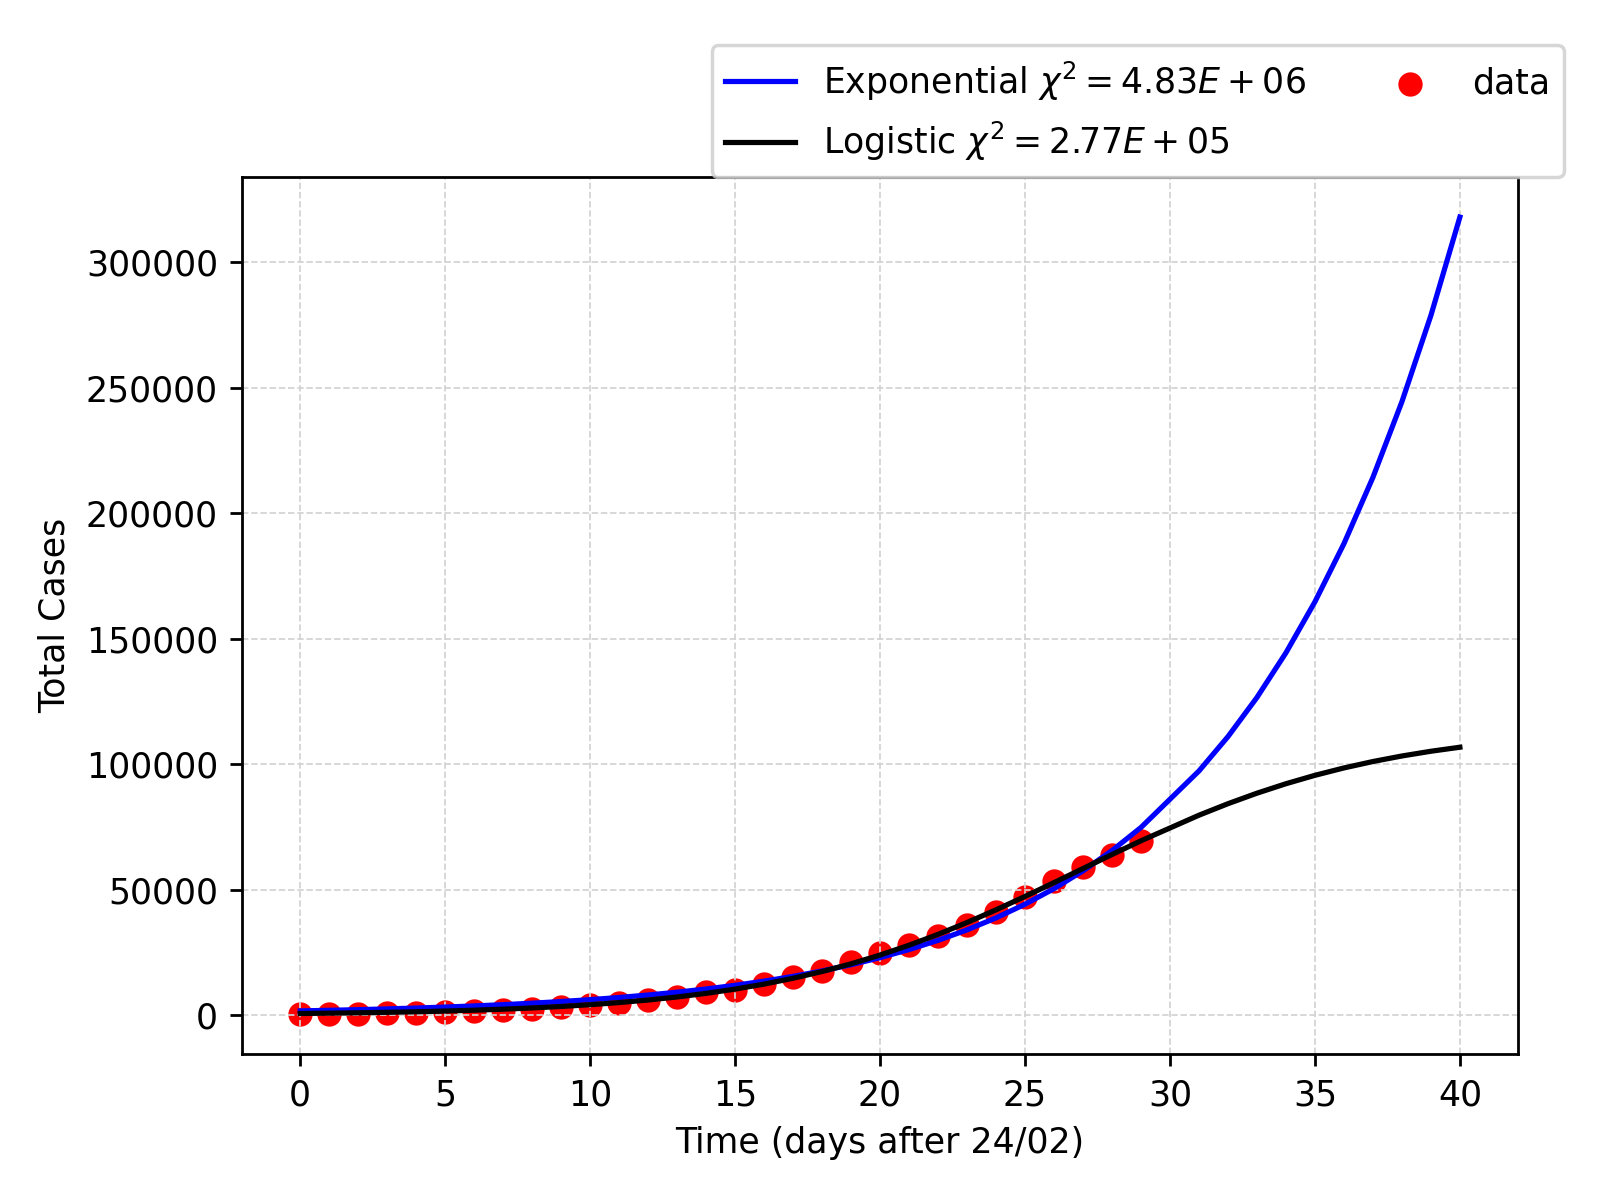 Exponential χ² = 4.83E + 06
Logistic χ² = 2.77E + 05
data
300000
250000
200000
150000
100000
50000
0
Total Cases
0 5 10 15 20 25 30 35 40
Time (days after 24/02)